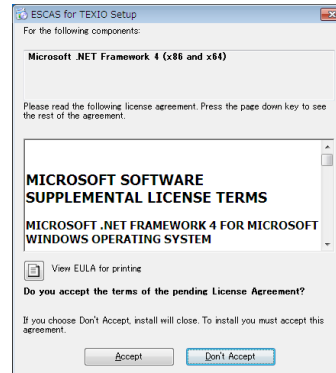 ESCAS for TEXIO Setup
For the following components:
Microsoft .NET Framework 4 (x86 and x64)
Please read the following license agreement. Press the page down key to see
the rest of the agreement.
MICROSOFT SOFTWARE
SUPPLEMENTAL LICENSE TERMS
MICROSOFT .NET FRAMEWORK 4 FOR MICROSOFT
WINDOWS OPERATING SYSTEM
View EULA for printing
Do you accept the terms of the pending License Agreement?
If you choose Don't Accept, install will close. To install you must accept this
agreement.
Accept
Don't Accept